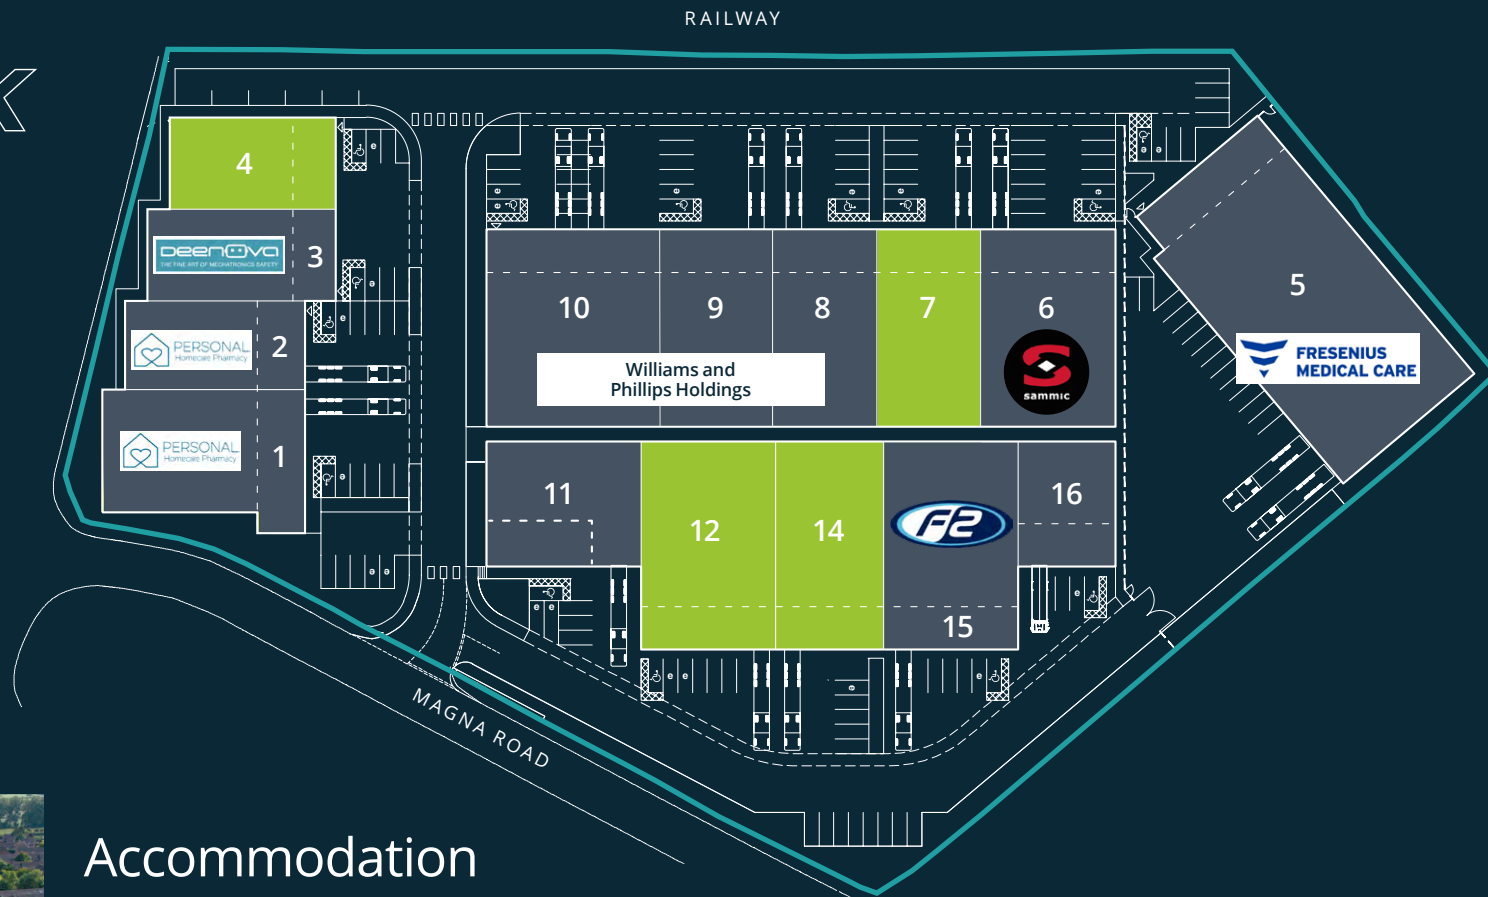 RAILWAY
4
DEENOVA
THE FINE ART OF MECHATRONICS SAFETY
3
PERSONAL
Homecare Pharmacy
2
PERSONAL
Homecare Pharmacy
1
10
9
8
7
6
Williams and
Phillips Holdings
sammic
5
FRESENIUS
MEDICAL CARE
11
12
14
F2
15
16
MAGNA ROAD
Accommodation